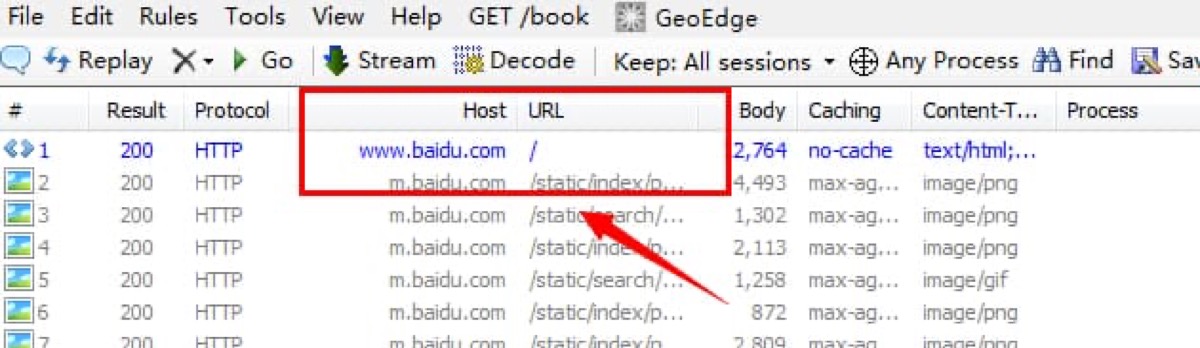 File Edit Rules Tools View Help GET /book GeoEdge
Replay Go Stream Decode Keep: All sessions Any Process Find Sav
# Result Protocol Host URL Body Caching Content-T... Process
1 200 HTTP www.baidu.com / 2,764 no-cache text/html;...
2 200 HTTP m.baidu.com /static/index/p... 4,493 max-ag... image/png
3 200 HTTP m.baidu.com /static/search/... 1,302 max-ag... image/png
4 200 HTTP m.baidu.com /static/index/p... 2,113 max-ag... image/png
5 200 HTTP m.baidu.com /static/search/... 1,258 max-ag... image/gif
6 200 HTTP m.baidu.com /static/index/p... 872 max-ag... image/png
7 200 HTTP m.baidu.com /static/index/p... 2,809 max-ag... image/png